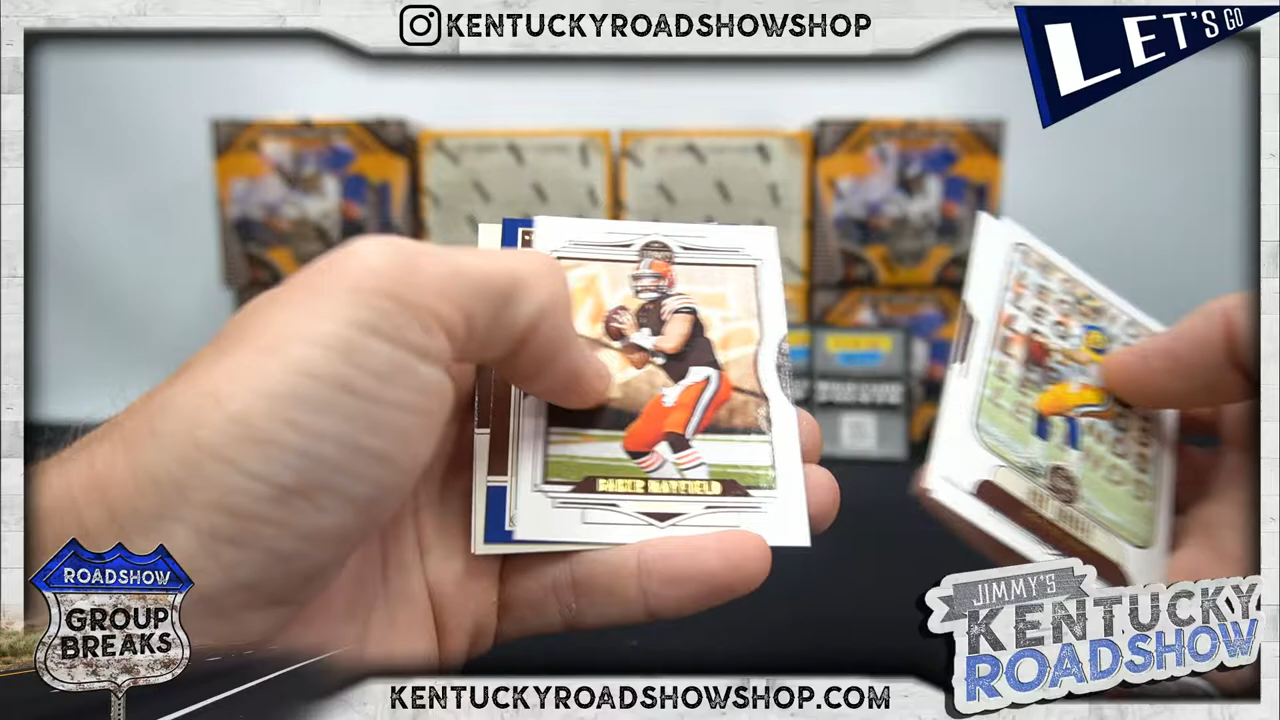 KENTUCKYROADSHOWSHOP
LET'S GO
BAKER MAYFIELD
ROADSHOW
GROUP
BREAKS
JIMMY'S
KENTUCKY
ROADSHOW
KENTUCKYROADSHOWSHOP.COM